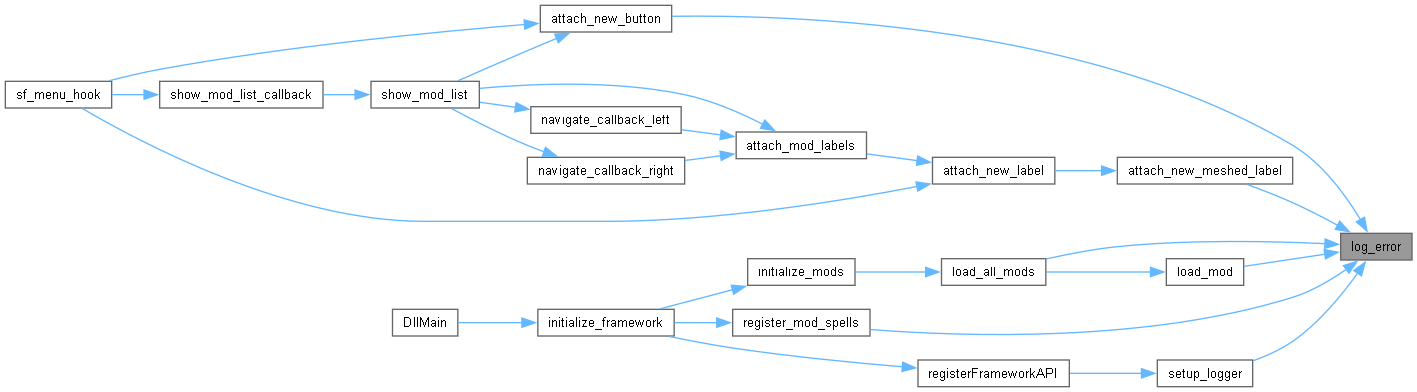 attach_new_button
sf_menu_hook
show_mod_list_callback
show_mod_list
navigate_callback_left
attach_mod_labels
navigate_callback_right
attach_new_label
attach_new_meshed_label
log_error
initialize_mods
load_all_mods
load_mod
DllMain
initialize_framework
register_mod_spells
registerFrameworkAPI
setup_logger